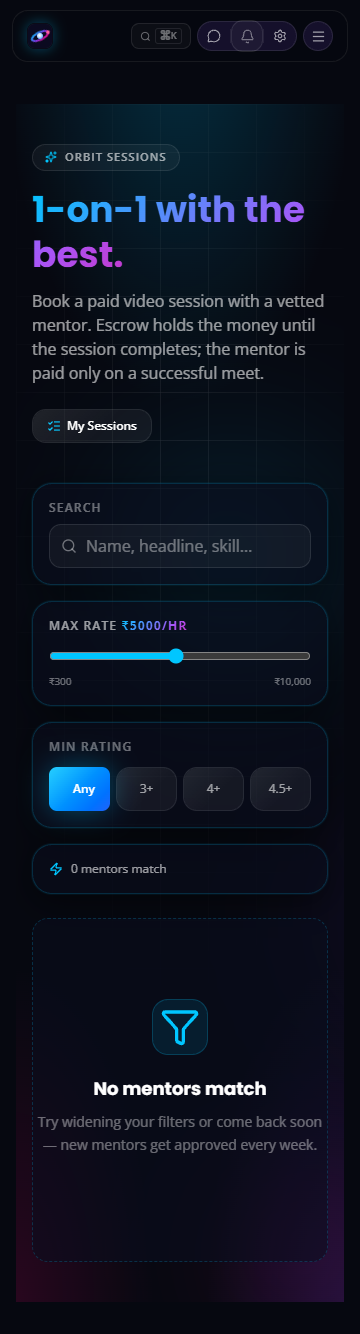 ⌘K
ORBIT SESSIONS
1-on-1 with the
best.
Book a paid video session with a vetted
mentor. Escrow holds the money until
the session completes; the mentor is
paid only on a successful meet.
My Sessions
SEARCH
Name, headline, skill...
MAX RATE ₹5000/HR
₹300 ₹10,000
MIN RATING
Any 3+ 4+ 4.5+
0 mentors match
No mentors match
Try widening your filters or come back soon
— new mentors get approved every week.